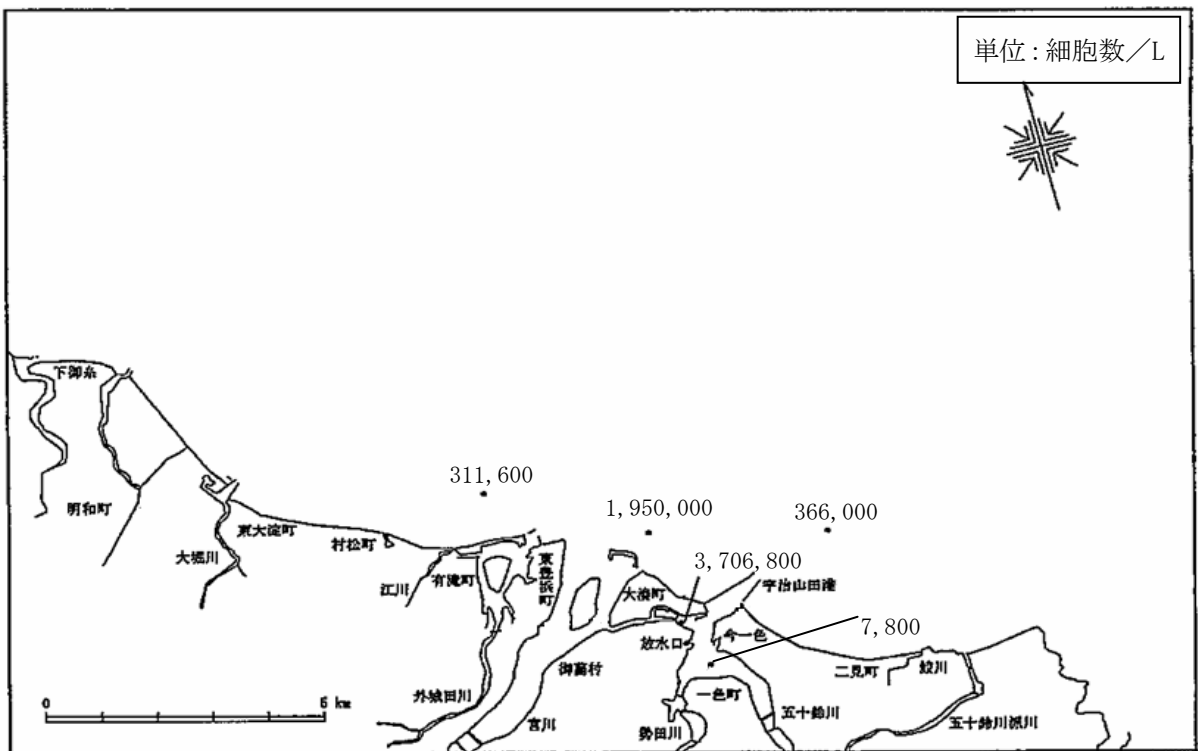 単位：細胞数／L
下御糸
311,600
1,950,000
366,000
明和町
東大淀町
大堀川
村松町
江川
有滝町
東豊浜町
大湊町
3,706,800
宇治山田港
7,800
放水口
今一色
御薗村
二見町
鮫川
外城田川
宮川
一色町
勢田川
五十鈴川
五十鈴川派川
0
5 km